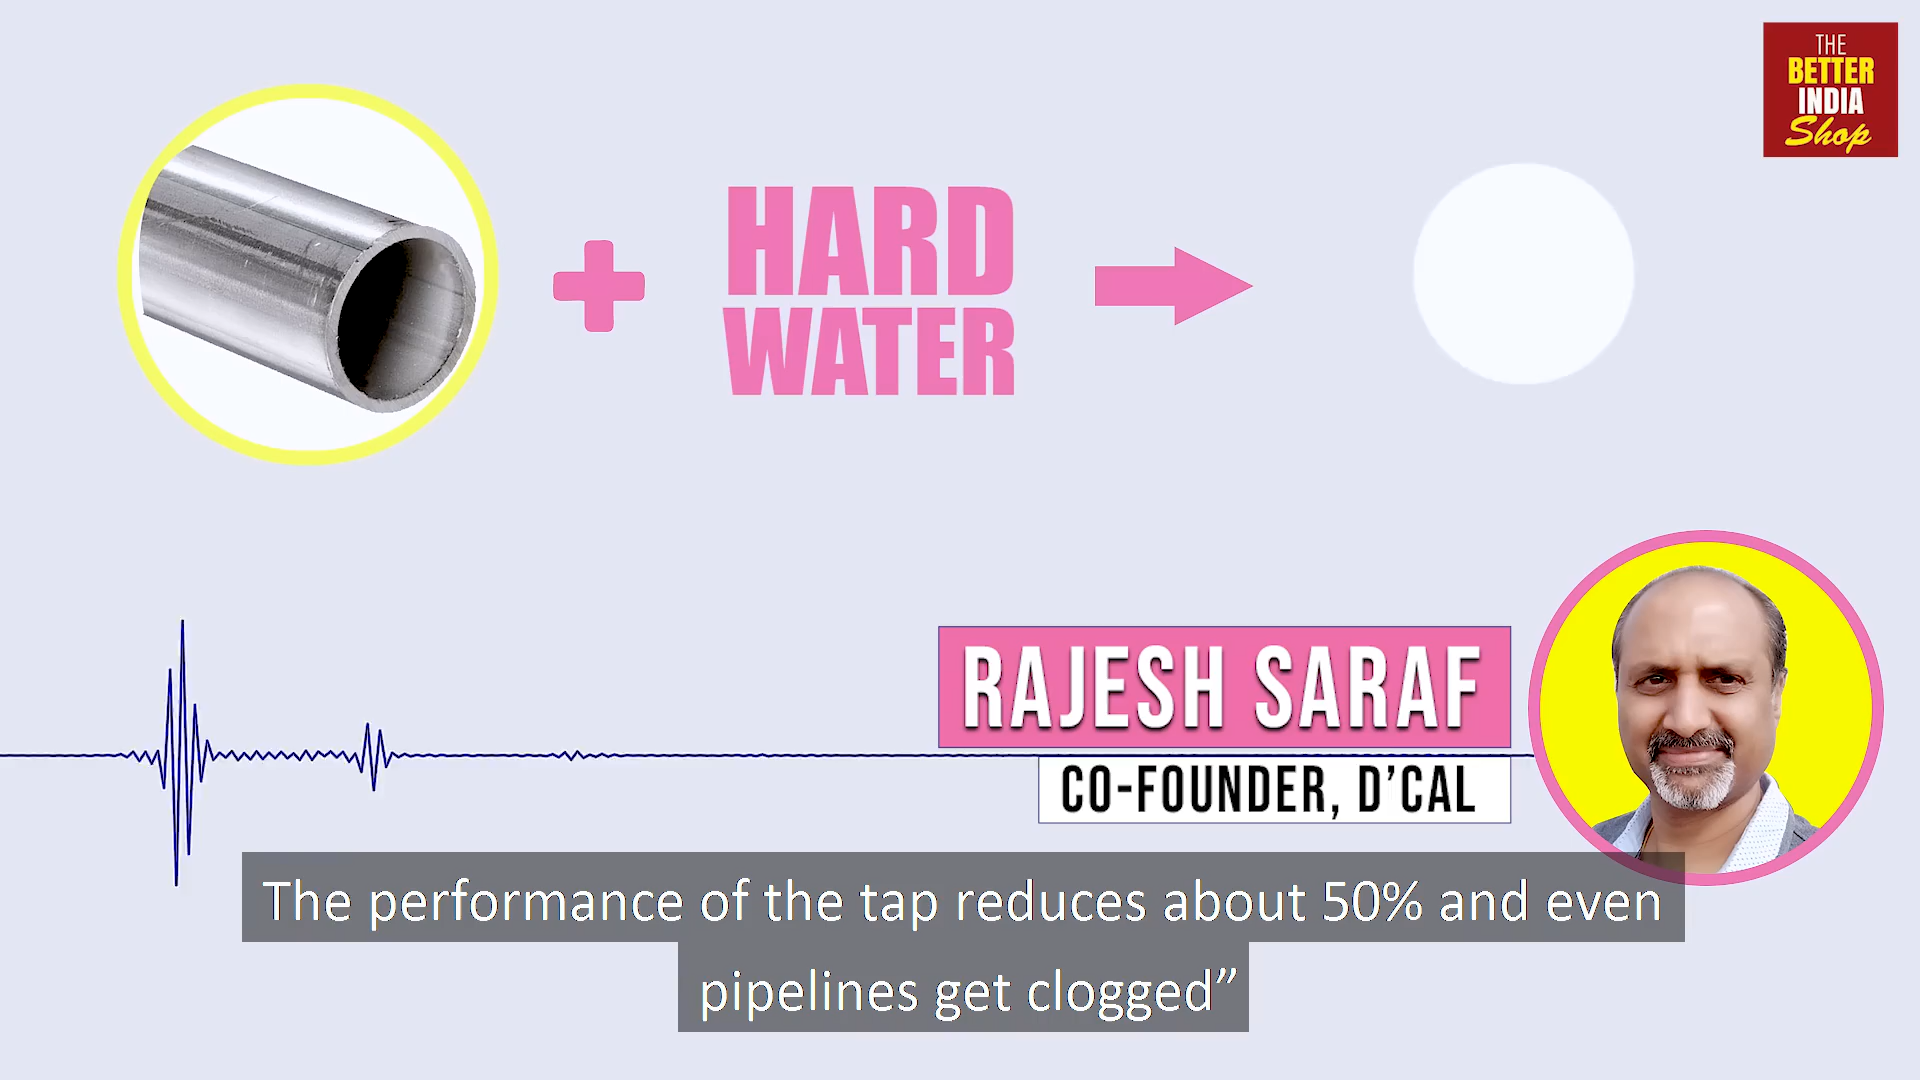 THE
BETTER
INDIA
Shop
HARD
WATER
RAJESH SARAF
CO-FOUNDER, D’CAL
The performance of the tap reduces about 50% and even
pipelines get clogged”